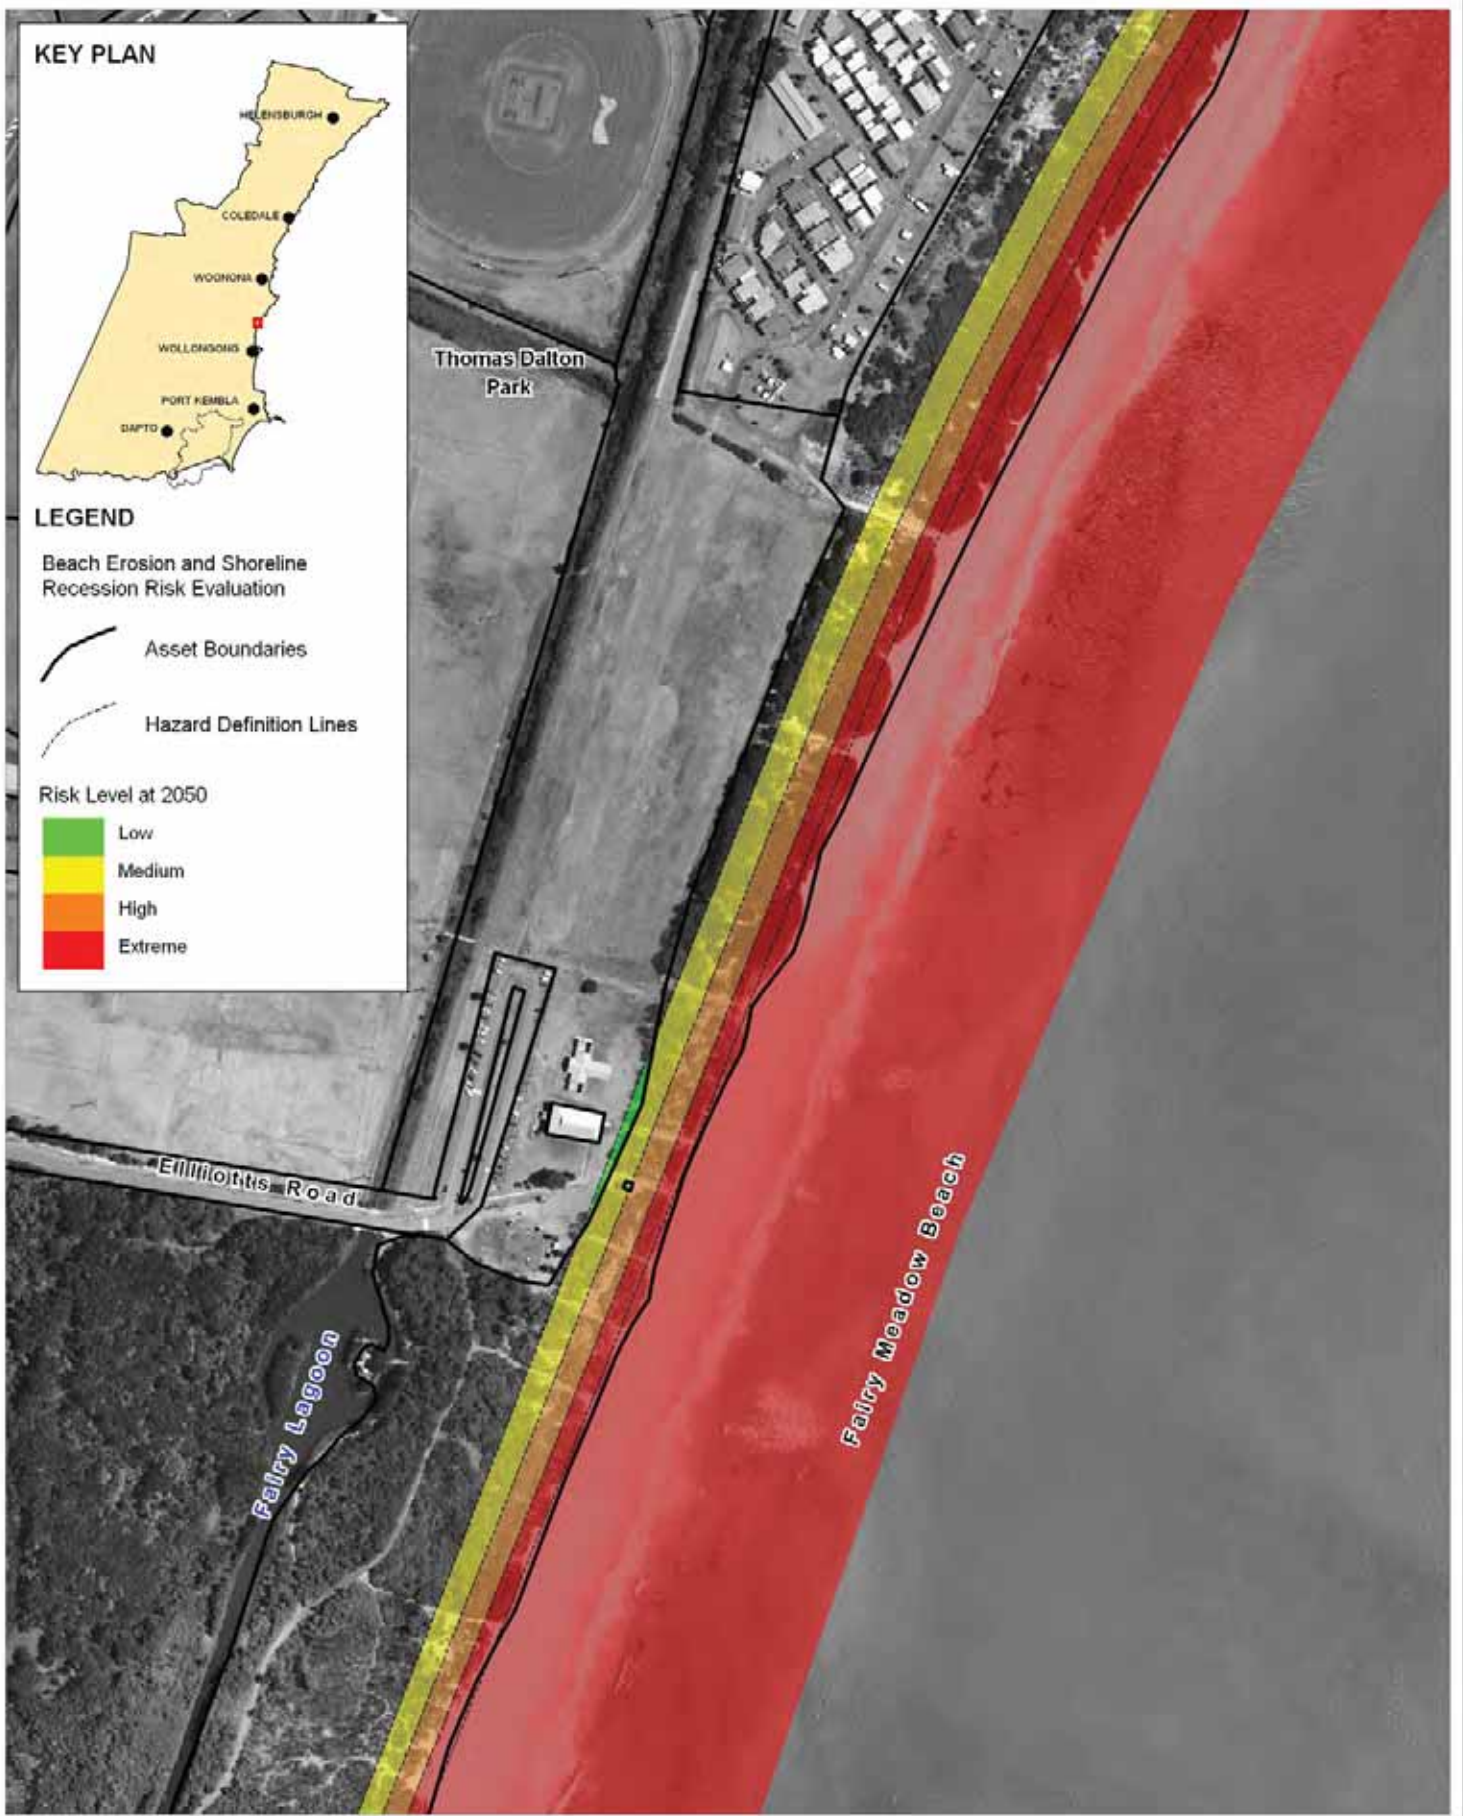 KEY PLAN
HELENSBURGH
COLEDALE
WOONONA
WOLLONGONG
PORT KEMBLA
DAPTO
LEGEND
Beach Erosion and Shoreline
Recession Risk Evaluation
Asset Boundaries
Hazard Definition Lines
Risk Level at 2050
Low
Medium
High
Extreme
Thomas Dalton
Park
Elliotts Road
Fairy Lagoon
Fairy Meadow Beach